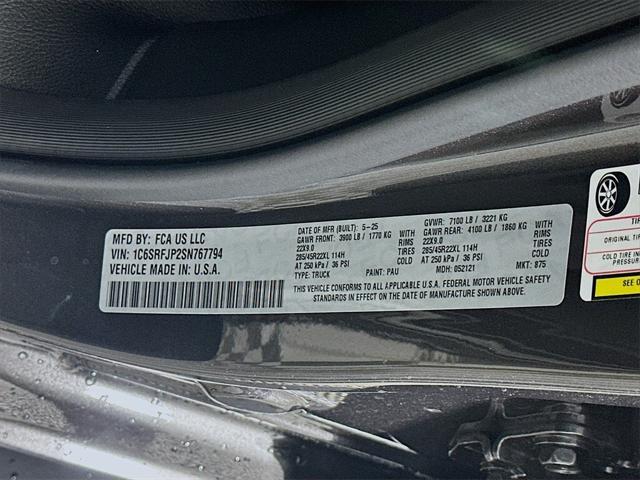 MFD BY: FCA US LLC
VIN: 1C6SRFJP2SN767794
VEHICLE MADE IN U.S.A.
DATE OF MFR (BUILT): 5-25 GVWR: 7100 LB / 3221 KG
GAWR FRONT: 3900 LB / 1770 KG WITH GAWR REAR: 4100 LB / 1860 KG WITH
22X9.0 RIMS 22X9.0 RIMS
285/45R22XL 114H TIRES 285/45R22XL 114H TIRES
AT 250 kPa / 36 PSI COLD AT 250 kPa / 36 PSI COLD
TYPE: TRUCK PAINT: PAU MDH: 052121 MKT: 875
THIS VEHICLE CONFORMS TO ALL APPLICABLE U.S.A. FEDERAL MOTOR VEHICLE SAFETY
STANDARDS IN EFFECT ON THE DATE OF MANUFACTURE SHOWN ABOVE.
ORIGINAL TIRE
COLD TIRE IN
PRESSURE
SEE O